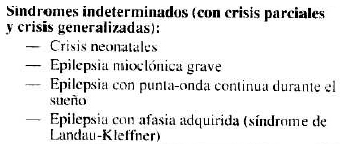 Síndromes indeterminados (con crisis parciales
y crisis generalizadas):
— Crisis neonatales
— Epilepsia mioclónica grave
— Epilepsia con punta-onda continua durante el
sueño
— Epilepsia con afasia adquirida (síndrome de
Landau-Kleffner)